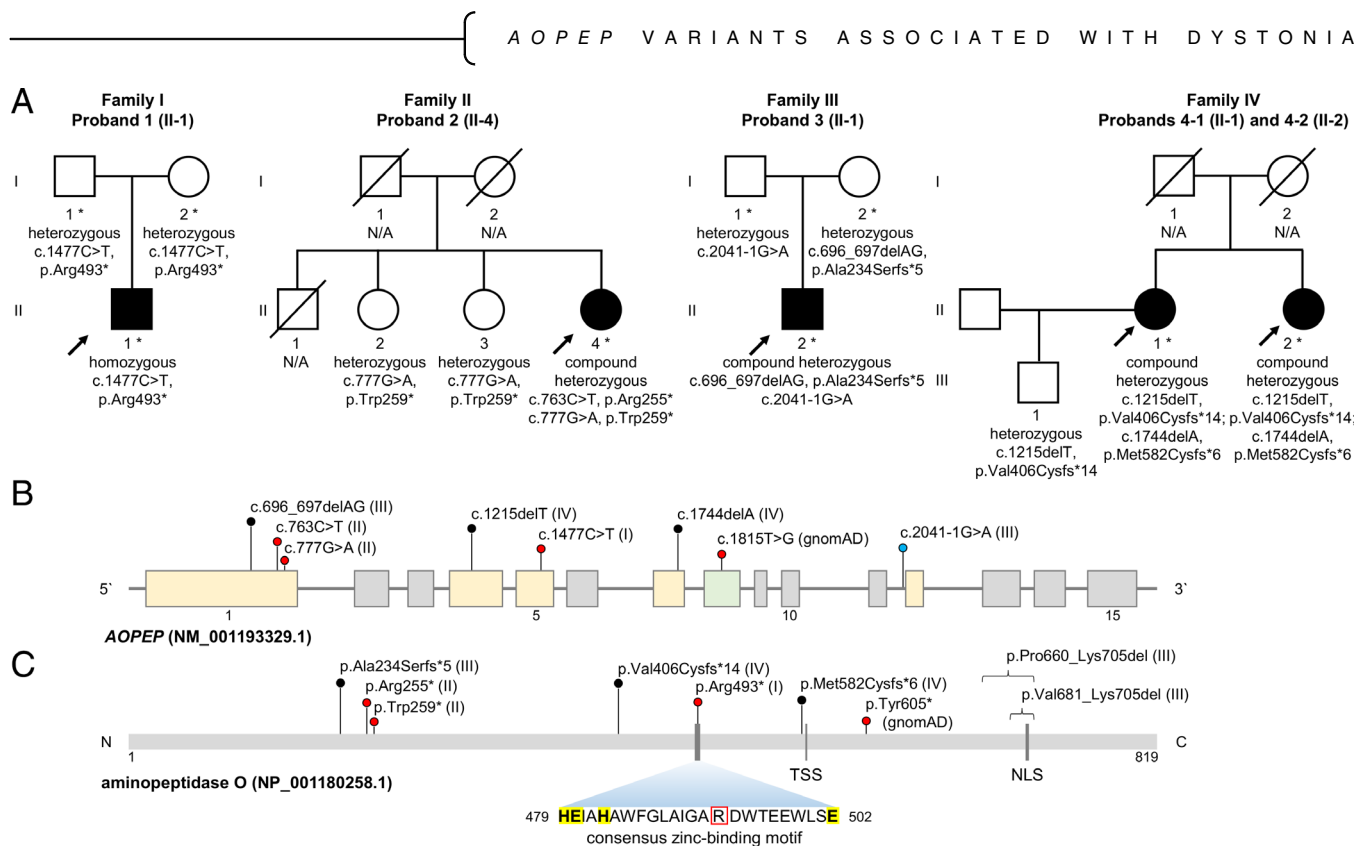 AOPEP VARIANTS ASSOCIATED WITH DYSTONIA
A
Family I
Proband 1 (II-1)
I
1 *
heterozygous
c.1477C>T,
p.Arg493*
2 *
heterozygous
c.1477C>T,
p.Arg493*
II
1 *
homozygous
c.1477C>T,
p.Arg493*
Family II
Proband 2 (II-4)
I
1
N/A
2
N/A
II
1
N/A
2
heterozygous
c.777G>A,
p.Trp259*
3
heterozygous
c.777G>A,
p.Trp259*
4 *
compound
heterozygous
c.763C>T, p.Arg255*
c.777G>A, p.Trp259*
Family III
Proband 3 (II-1)
I
1 *
heterozygous
c.2041-1G>A
2 *
heterozygous
c.696_697delAG,
p.Ala234Serfs*5
II
2 *
compound heterozygous
c.696_697delAG, p.Ala234Serfs*5
c.2041-1G>A
Family IV
Probands 4-1 (II-1) and 4-2 (II-2)
I
1
N/A
2
N/A
II
1 *
compound
heterozygous
c.1215delT,
p.Val406Cysfs*14;
c.1744delA,
p.Met582Cysfs*6
2 *
compound
heterozygous
c.1215delT,
p.Val406Cysfs*14;
c.1744delA,
p.Met582Cysfs*6
III
1
heterozygous
c.1215delT,
p.Val406Cysfs*14
B
c.696_697delAG (III)
c.763C>T (II)
c.777G>A (II)
c.1215delT (IV)
c.1477C>T (I)
c.1744delA (IV)
c.1815T>G (gnomAD)
c.2041-1G>A (III)
5`
3`
1
5
10
15
AOPEP (NM_001193329.1)
C
p.Ala234Serfs*5 (III)
p.Arg255* (II)
p.Trp259* (II)
p.Val406Cysfs*14 (IV)
p.Arg493* (I)
p.Met582Cysfs*6 (IV)
p.Tyr605*
(gnomAD)
p.Pro660_Lys705del (III)
p.Val681_Lys705del (III)
N
C
1
819
TSS
NLS
aminopeptidase O (NP_001180258.1)
479 HEIAHAWFGLAIGARDWTEEWLSE 502
consensus zinc-binding motif